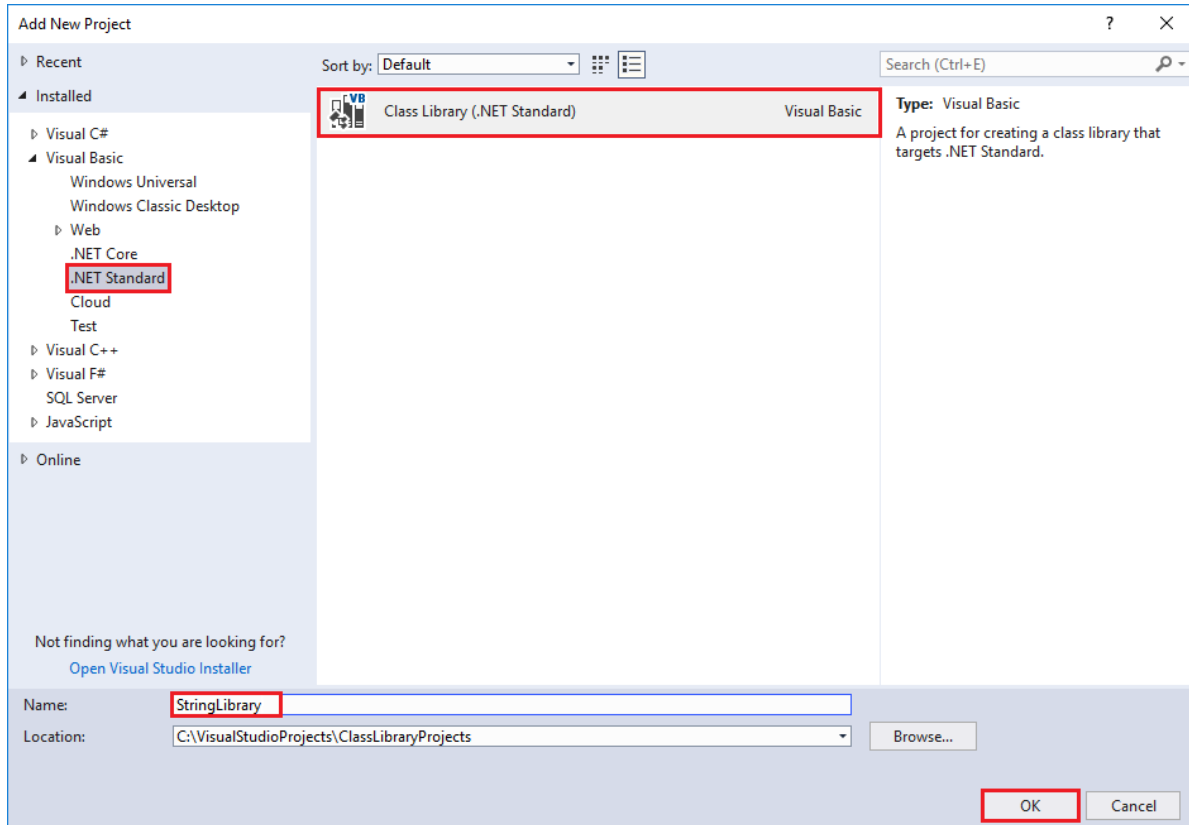 Add New Project
?
Recent
Installed
Visual C#
Visual Basic
Windows Universal
Windows Classic Desktop
Web
.NET Core
.NET Standard
Cloud
Test
Visual C++
Visual F#
SQL Server
JavaScript
Online
Not finding what you are looking for?
Open Visual Studio Installer
Sort by: Default
VB
Class Library (.NET Standard) Visual Basic
Search (Ctrl+E)
Type: Visual Basic
A project for creating a class library that
targets .NET Standard.
Name: StringLibrary
Location: C:\VisualStudioProjects\ClassLibraryProjects
Browse...
OK Cancel